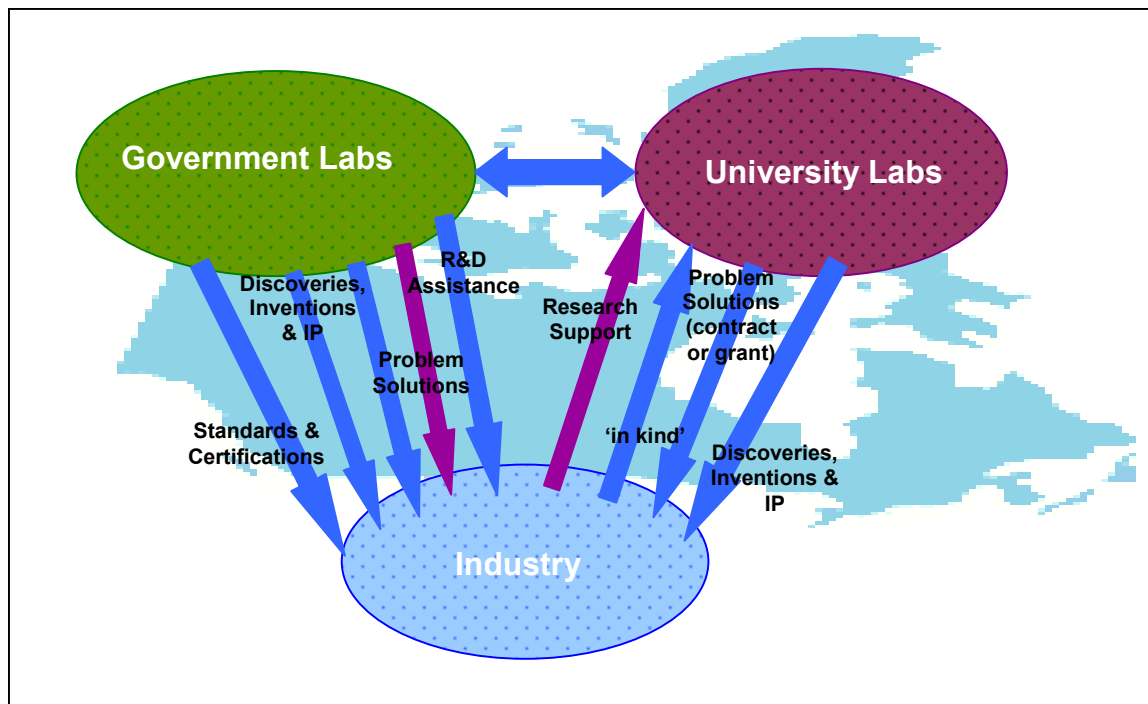 Government Labs
University Labs
R&D
Assistance
Discoveries,
Inventions
& IP
Problem
Solutions
(contract
or grant)
Research
Support
Problem
Solutions
Standards &
Certifications
‘in kind’
Discoveries,
Inventions &
IP
Industry